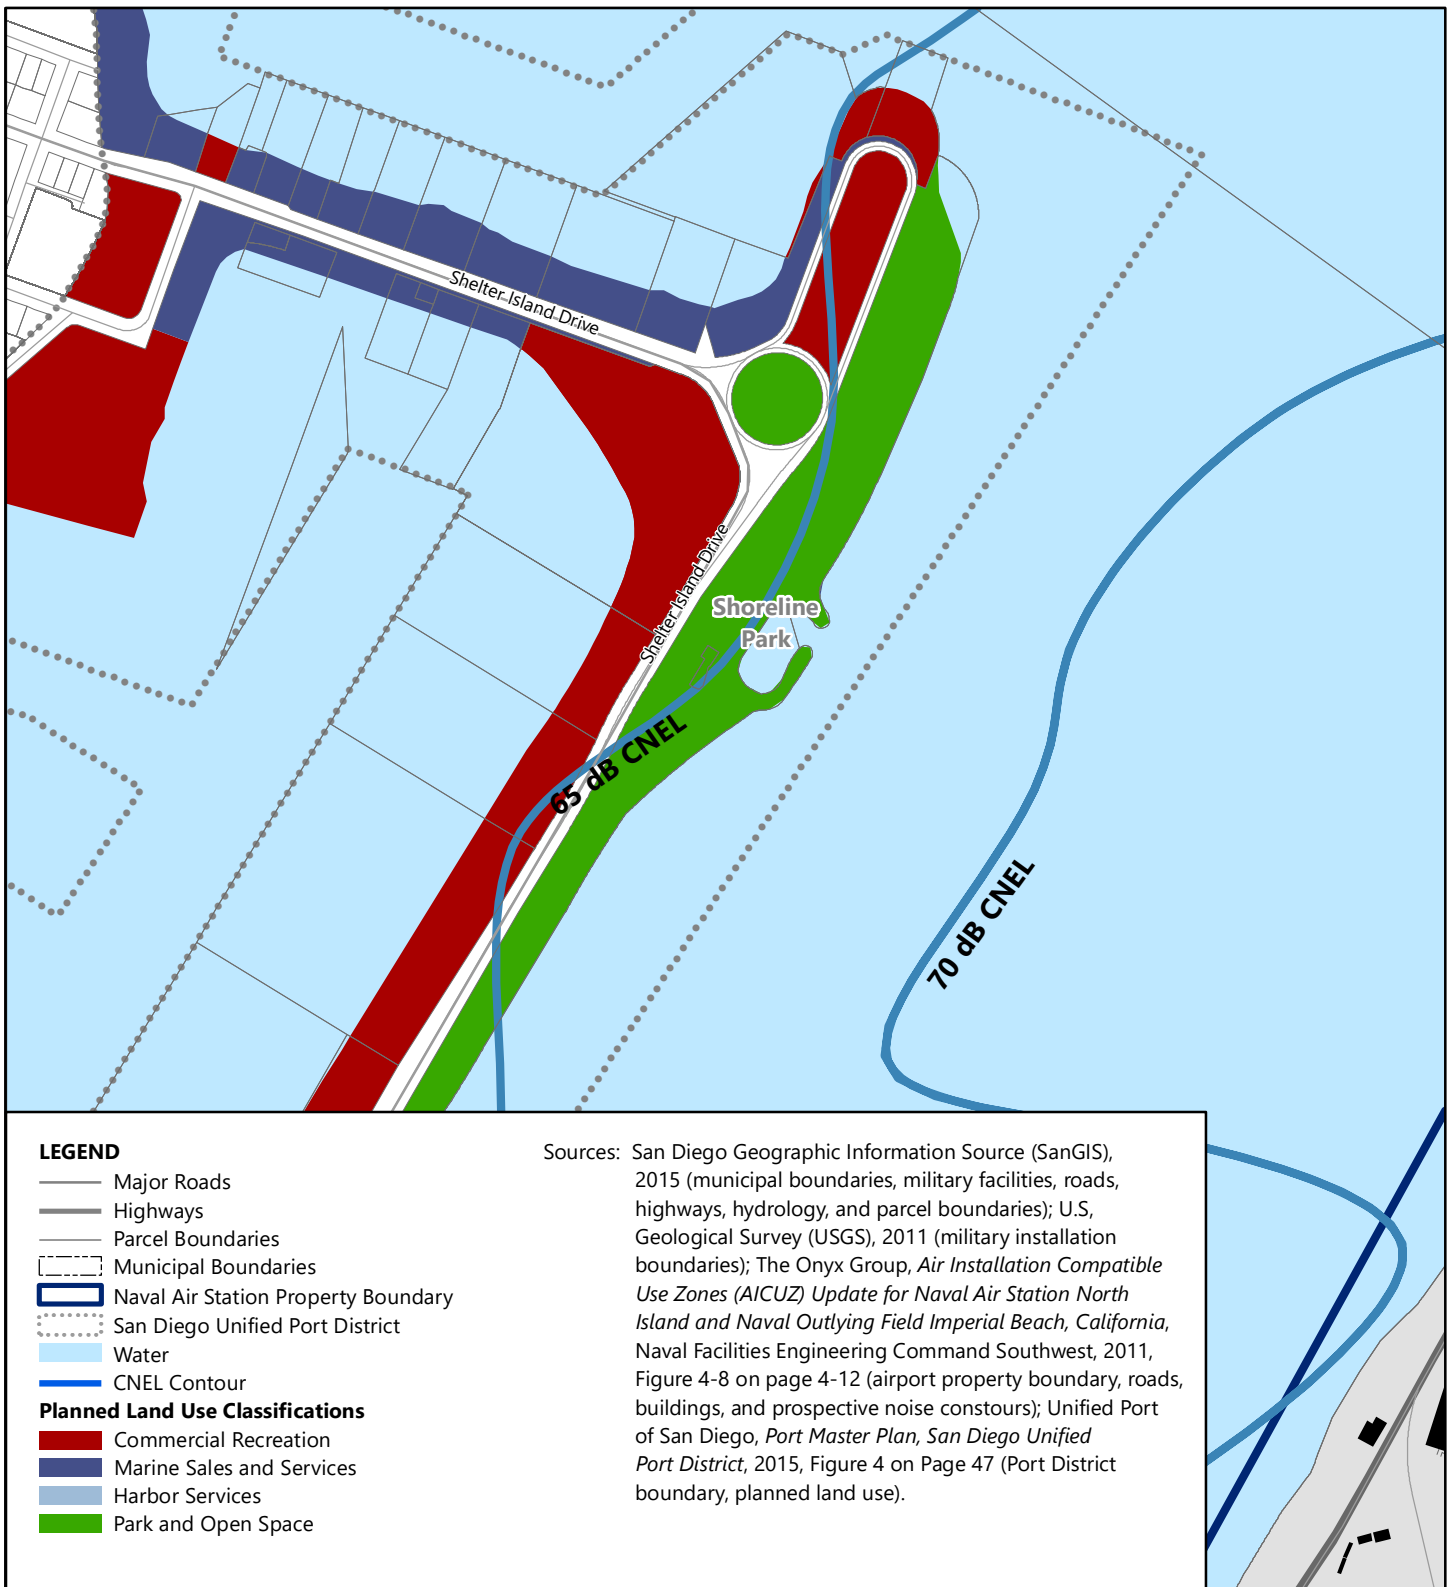 Shelter Island Drive
Shelter Island Drive
Shoreline
Park
65 dB CNEL
70 dB CNEL
LEGEND
Major Roads
Highways
Parcel Boundaries
Municipal Boundaries
Naval Air Station Property Boundary
San Diego Unified Port District
Water
CNEL Contour
Planned Land Use Classifications
Commercial Recreation
Marine Sales and Services
Harbor Services
Park and Open Space
Sources: San Diego Geographic Information Source (SanGIS),
2015 (municipal boundaries, military facilities, roads,
highways, hydrology, and parcel boundaries); U.S,
Geological Survey (USGS), 2011 (military installation
boundaries); The Onyx Group, Air Installation Compatible
Use Zones (AICUZ) Update for Naval Air Station North
Island and Naval Outlying Field Imperial Beach, California,
Naval Facilities Engineering Command Southwest, 2011,
Figure 4-8 on page 4-12 (airport property boundary, roads,
buildings, and prospective noise constours); Unified Port
of San Diego, Port Master Plan, San Diego Unified
Port District, 2015, Figure 4 on Page 47 (Port District
boundary, planned land use).